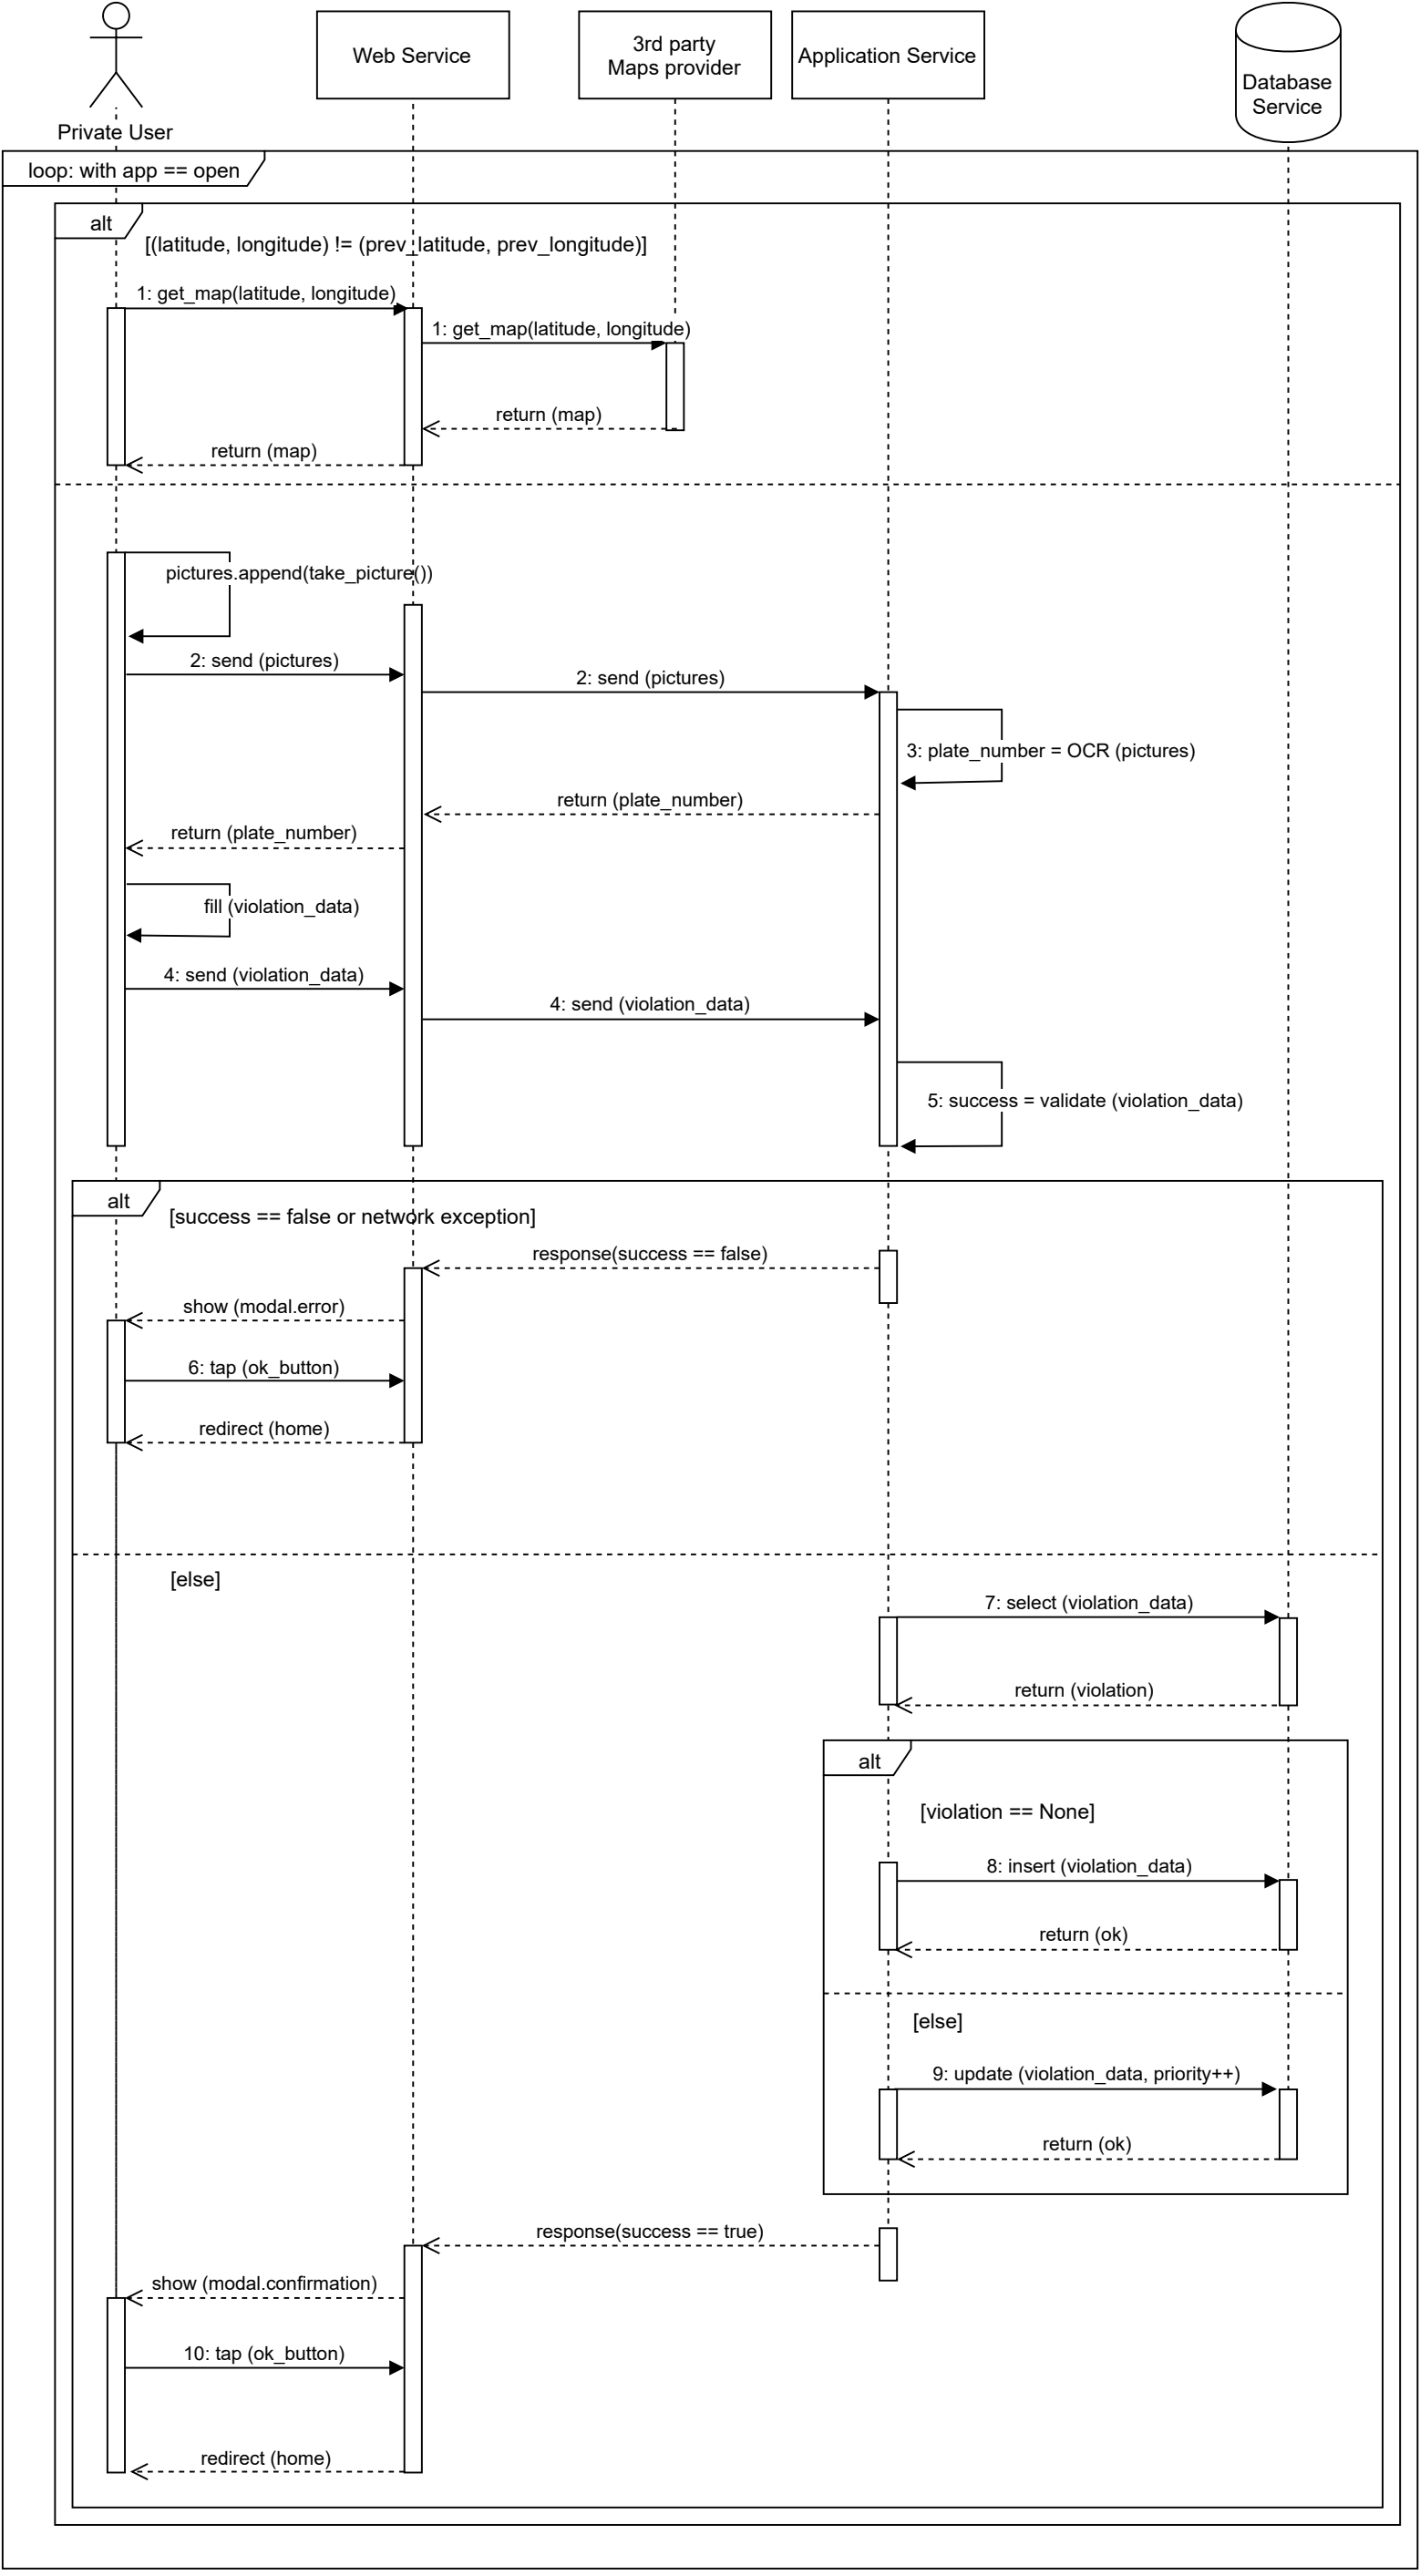 Private User
Web Service
3rd party
Maps provider
Application Service
Database
Service
loop: with app == open
alt
[(latitude, longitude) != (prev_latitude, prev_longitude)]
1: get_map(latitude, longitude)
1: get_map(latitude, longitude)
return (map)
return (map)
pictures.append(take_picture())
2: send (pictures)
2: send (pictures)
3: plate_number = OCR (pictures)
return (plate_number)
return (plate_number)
fill (violation_data)
4: send (violation_data)
4: send (violation_data)
5: success = validate (violation_data)
alt
[success == false or network exception]
response(success == false)
show (modal.error)
6: tap (ok_button)
redirect (home)
[else]
7: select (violation_data)
return (violation)
alt
[violation == None]
8: insert (violation_data)
return (ok)
[else]
9: update (violation_data, priority++)
return (ok)
response(success == true)
show (modal.confirmation)
10: tap (ok_button)
redirect (home)